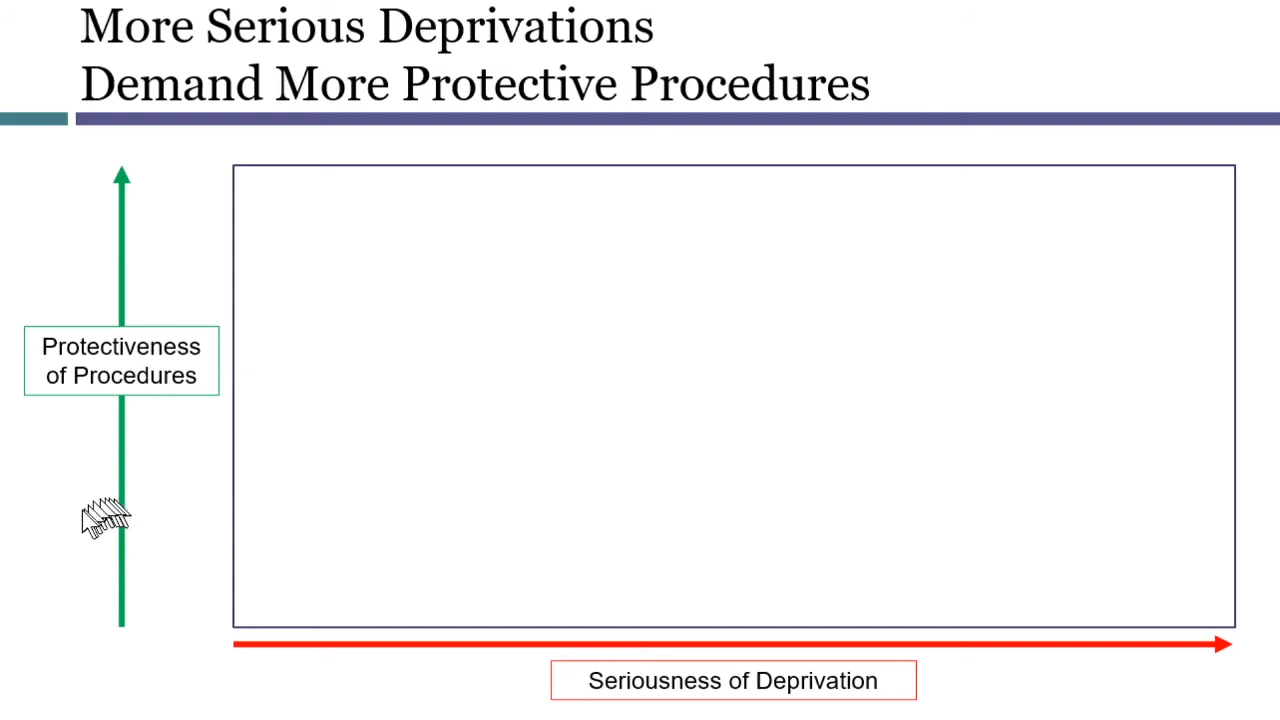 More Serious Deprivations
Demand More Protective Procedures
Protectiveness
of Procedures
Seriousness of Deprivation